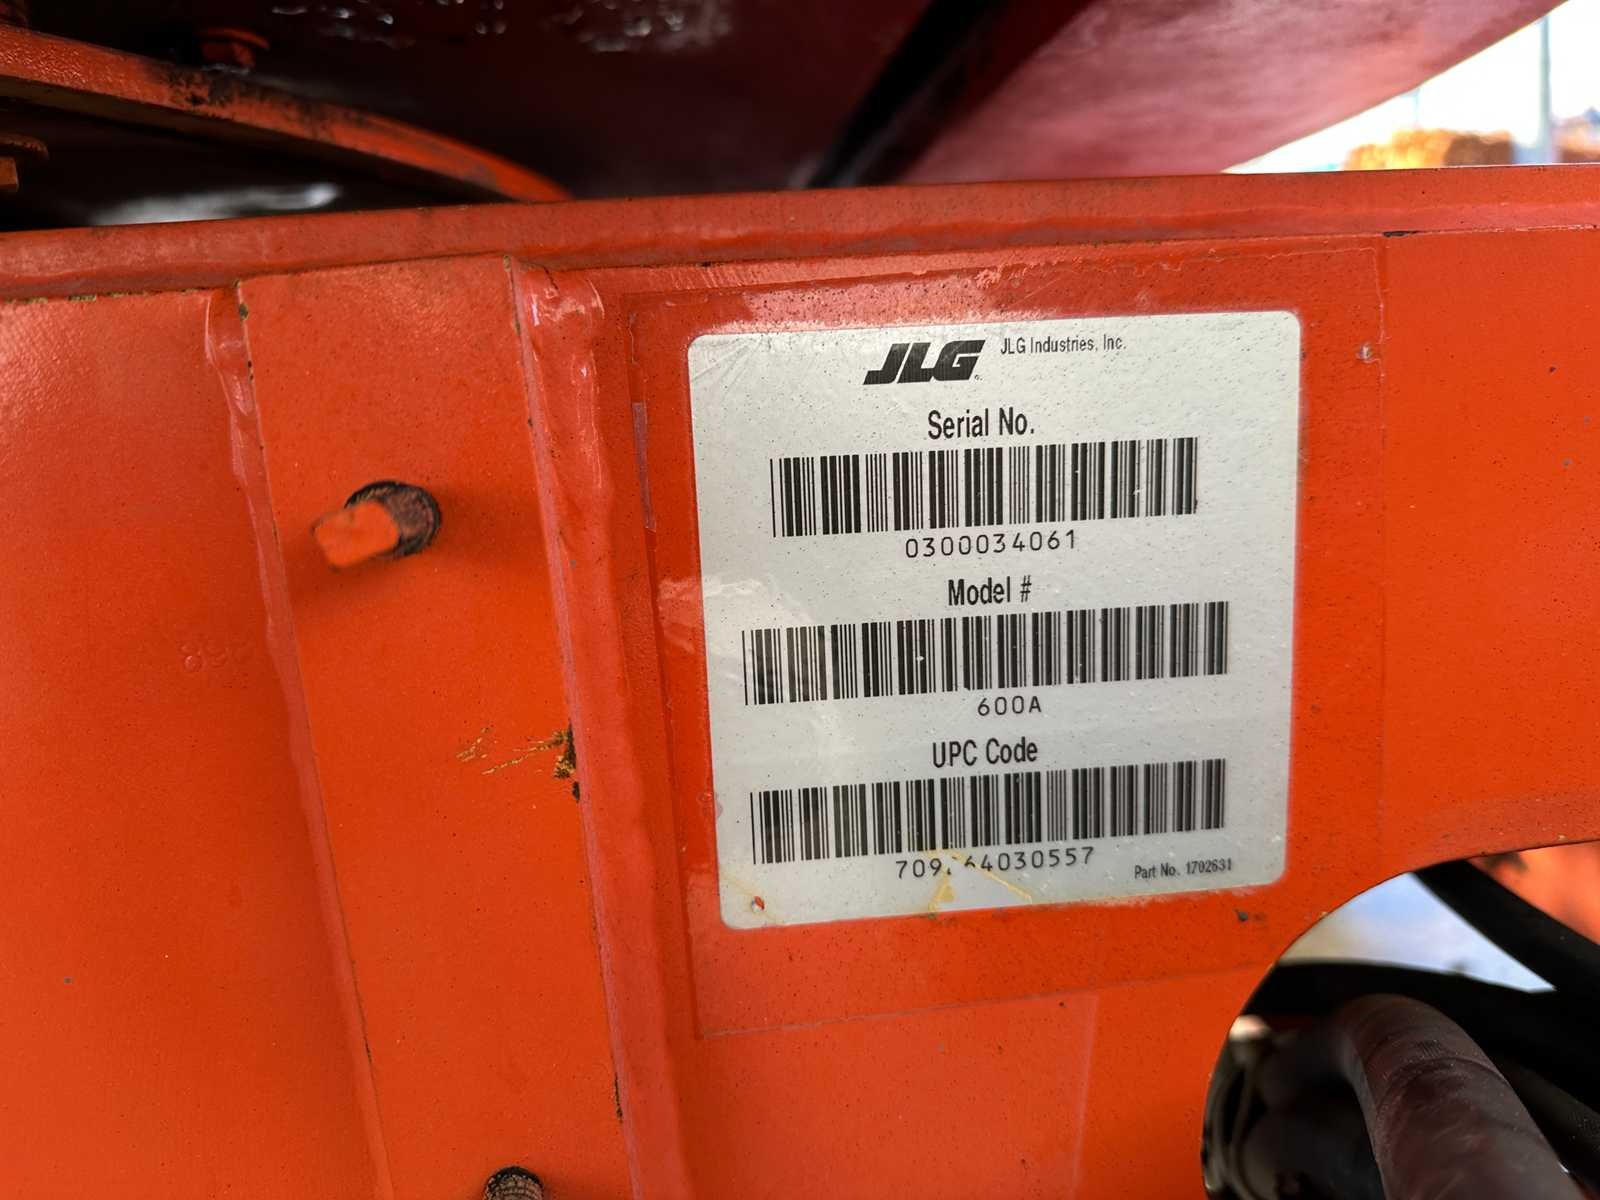 JLG JLG Industries, Inc.
Serial No.
0300034061
Model #
600A
UPC Code
Part No. 1702631